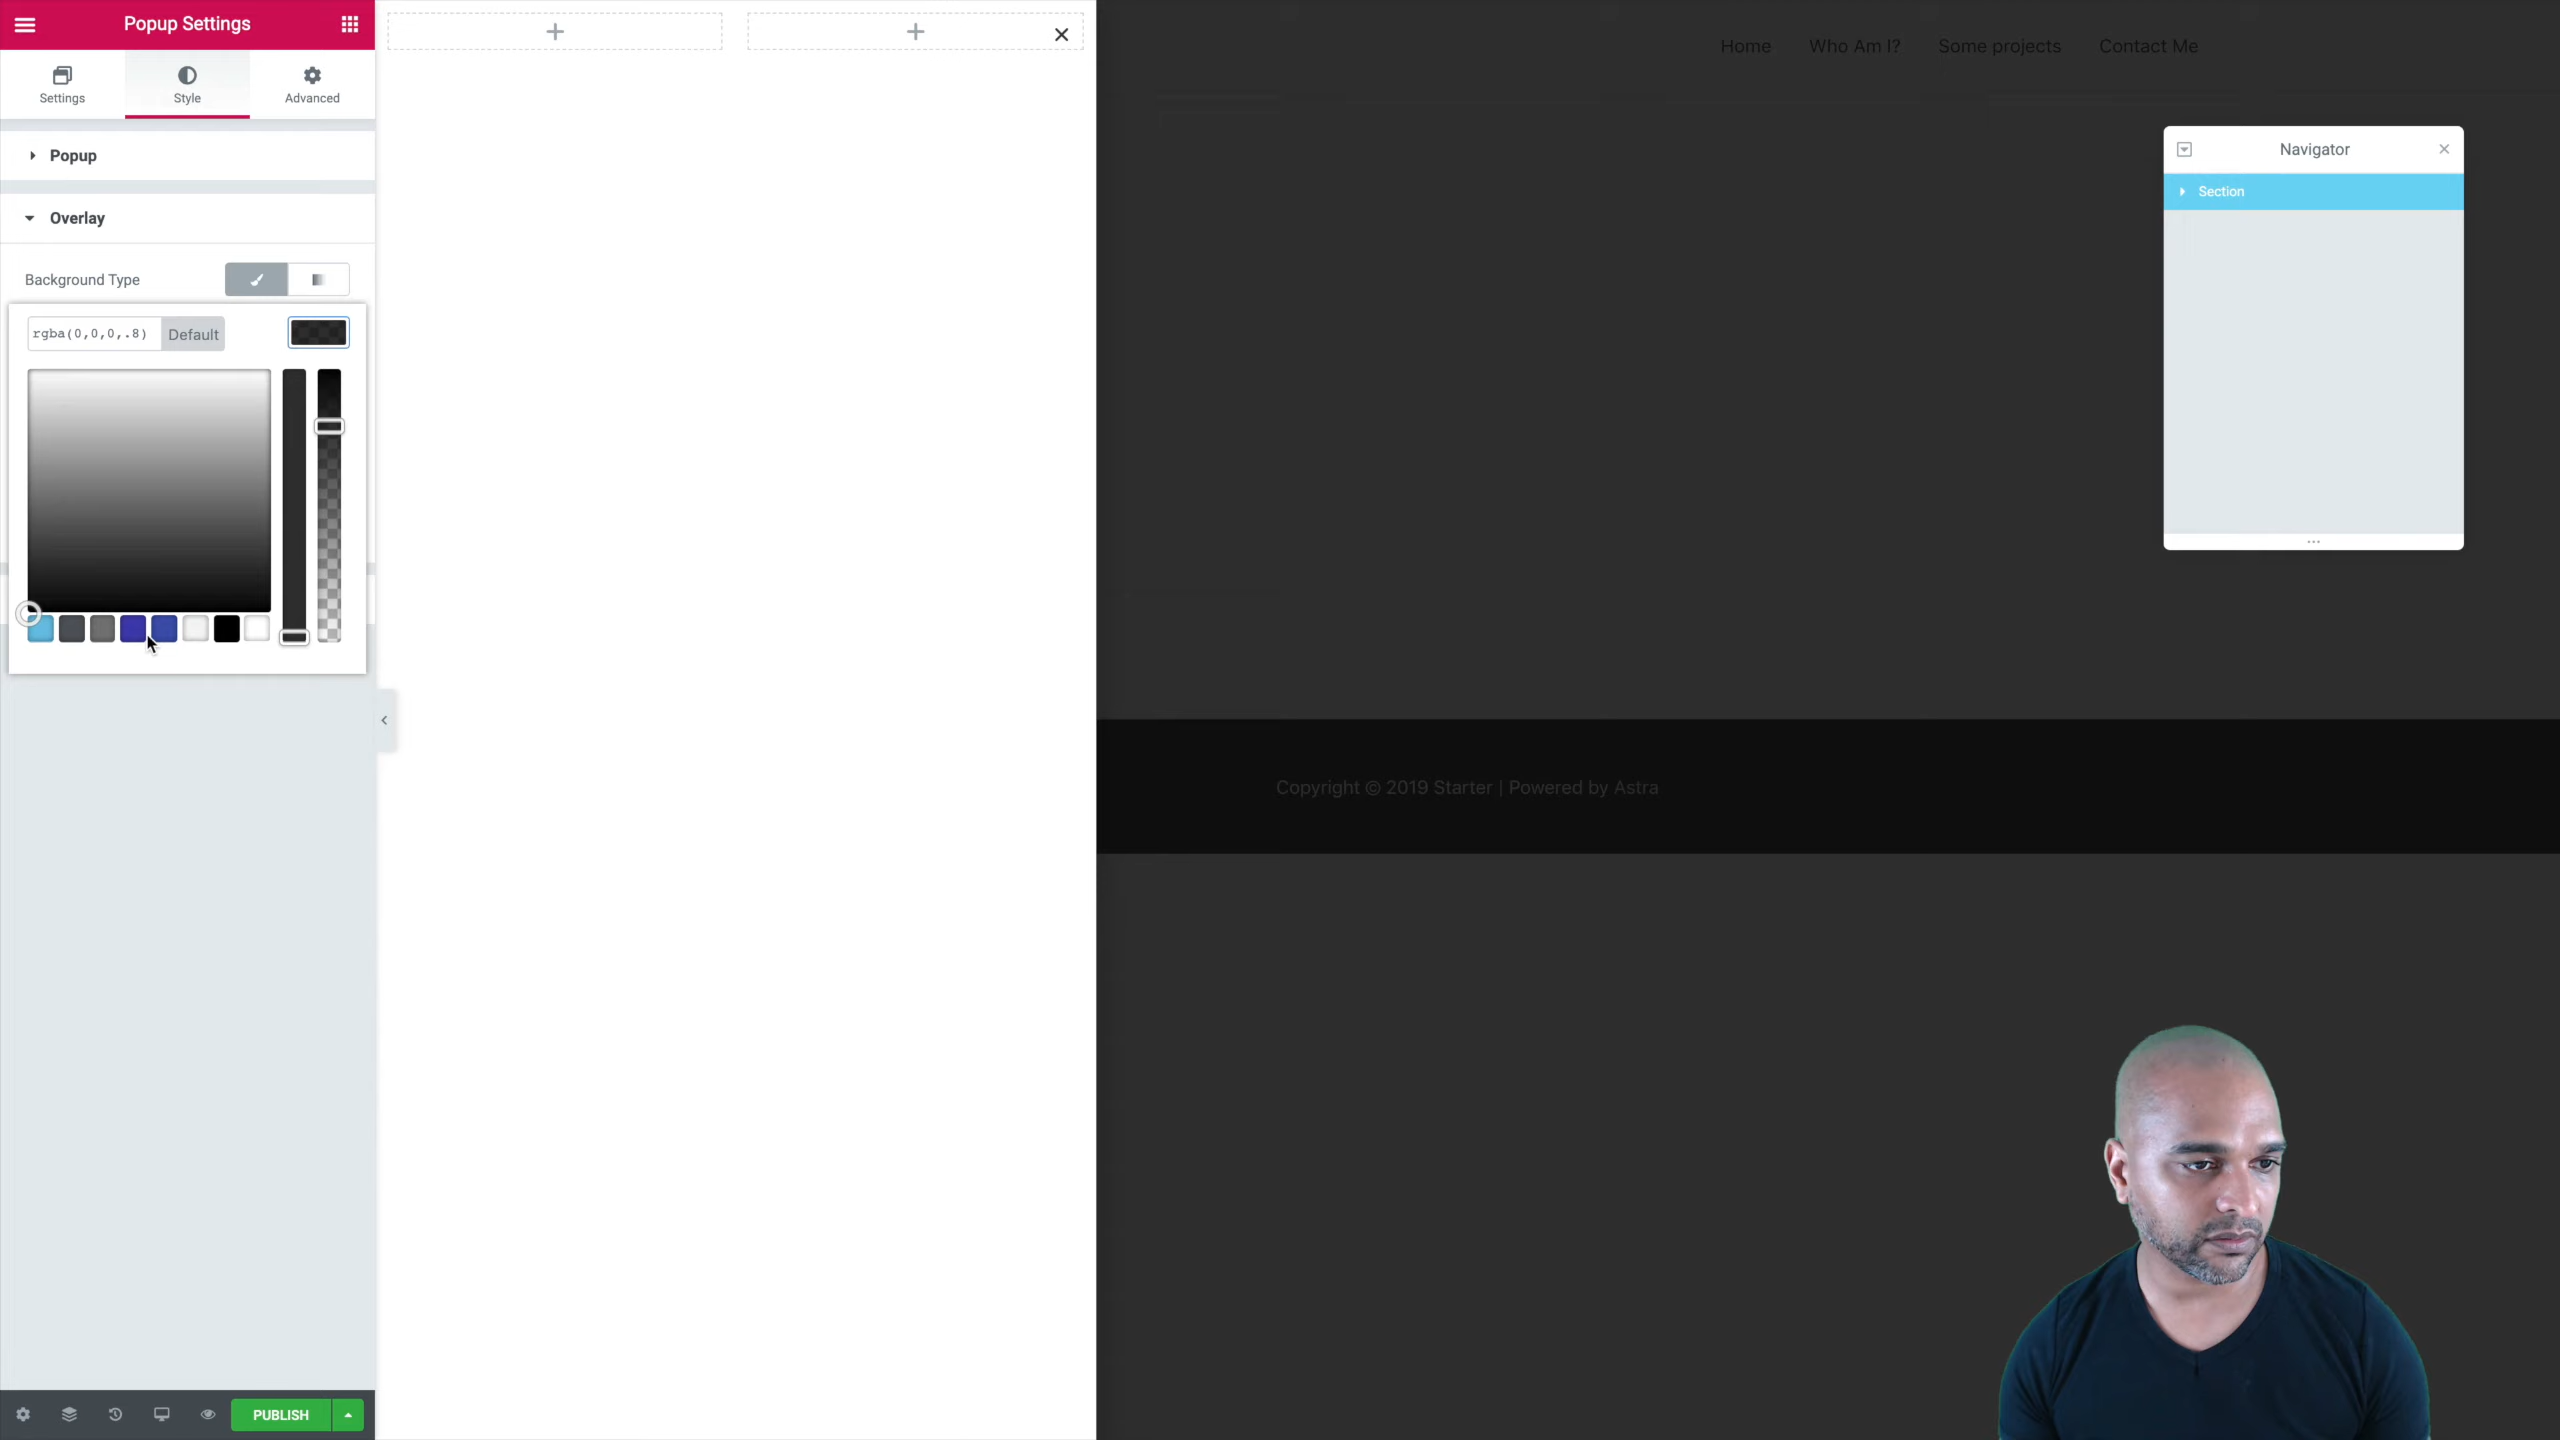 Popup Settings
Settings
Style
Advanced
Popup
Overlay
Background Type
rgba(0,0,0,.8)
Default
PUBLISH
Home
Who Am I?
Some projects
Contact Me
Navigator
Section
Copyright © 2019 Starter | Powered by Astra